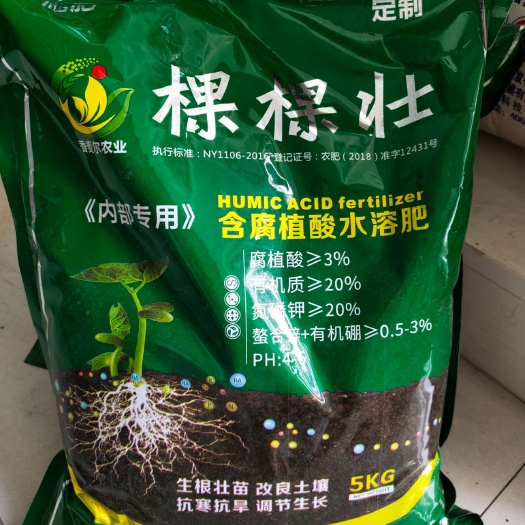 定制
棵棵壮
香麦尔农业
执行标准：NY1106-2016 登记证号：农肥（2018）准字12431号
HUMIC ACID fertilizer
《内部专用》
含腐植酸水溶肥
腐植酸≥3%
有机质≥20%
氮磷钾≥20%
螯合锌+有机硼≥0.5-3%
PH:4-
生根壮苗 改良土壤
抗寒抗旱 调节生长
5KG